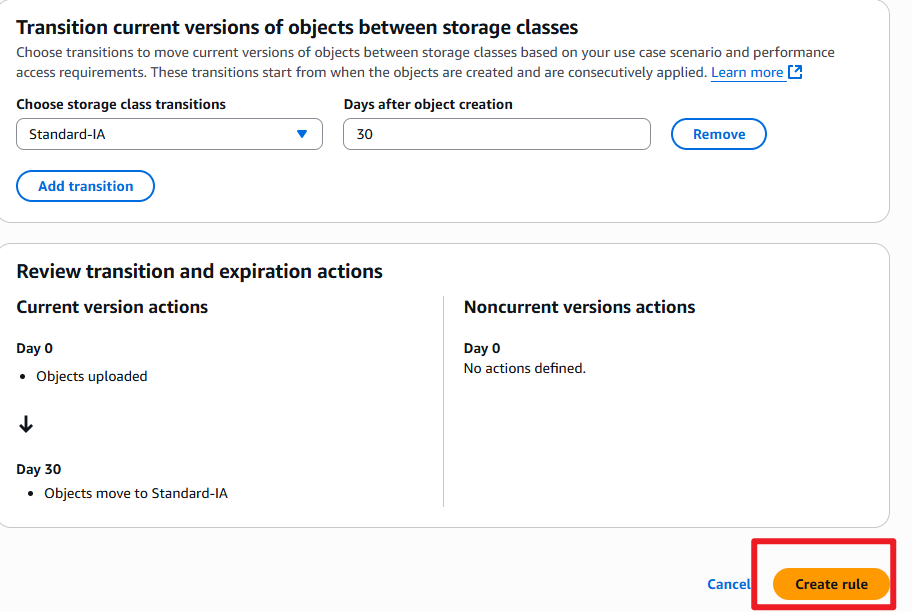 Transition current versions of objects between storage classes
Choose transitions to move current versions of objects between storage classes based on your use case scenario and performance
access requirements. These transitions start from when the objects are created and are consecutively applied. Learn more
Choose storage class transitions
Days after object creation
Standard-IA
30
Remove
Add transition
Review transition and expiration actions
Current version actions
Day 0
Objects uploaded
Day 30
Objects move to Standard-IA
Noncurrent versions actions
Day 0
No actions defined.
Cancel
Create rule